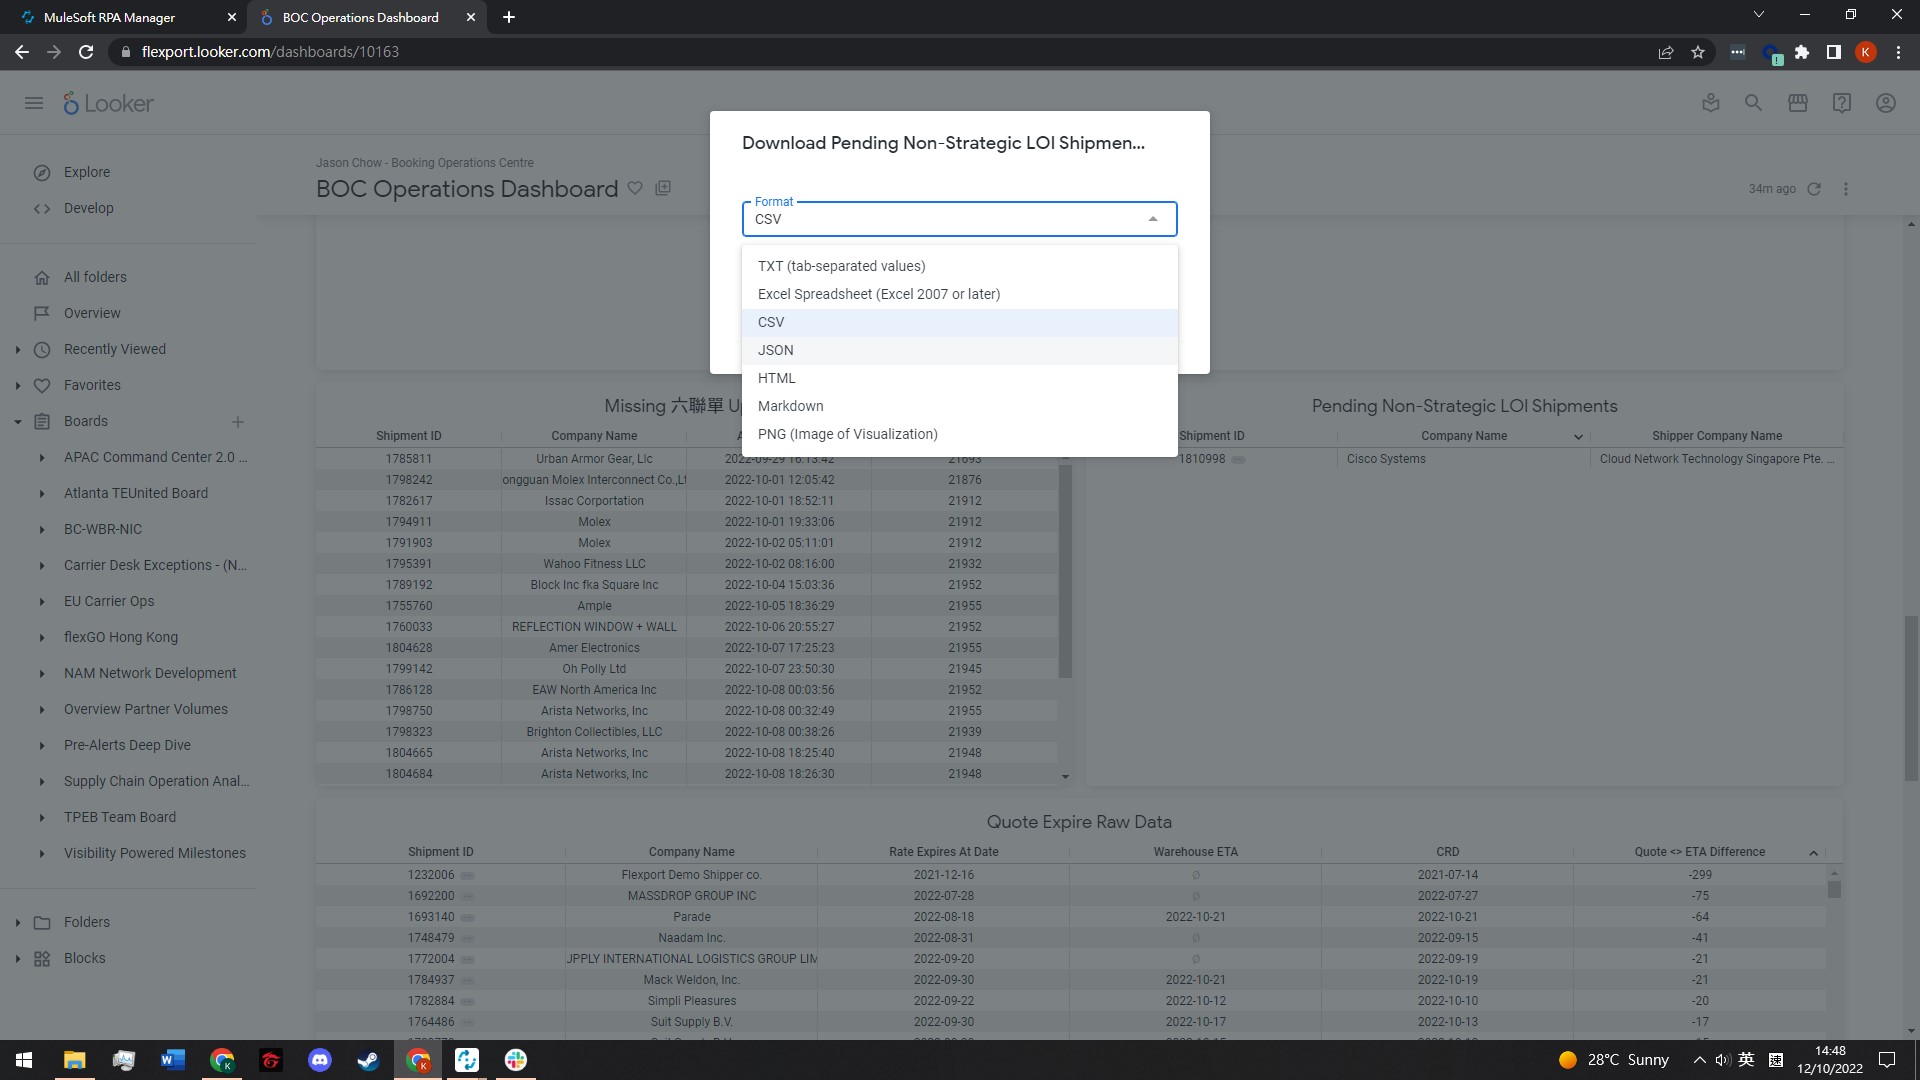 MuleSoft RPA Manager
BOC Operations Dashboard
flexport.looker.com/dashboards/10163
K
Looker
Explore
Develop
All folders
Overview
Recently Viewed
Favorites
Boards
APAC Command Center 2.0 ...
Atlanta TEUnited Board
BC-WBR-NIC
Carrier Desk Exceptions - (N...
EU Carrier Ops
flexGO Hong Kong
NAM Network Development
Overview Partner Volumes
Pre-Alerts Deep Dive
Supply Chain Operation Anal...
TPEB Team Board
Visibility Powered Milestones
Folders
Blocks
Jason Chow - Booking Operations Centre
BOC Operations Dashboard
34m ago
Download Pending Non-Strategic LOI Shipmen...
Format
CSV
TXT (tab-separated values)
Excel Spreadsheet (Excel 2007 or later)
CSV
JSON
HTML
Markdown
PNG (Image of Visualization)
Missing 六聯單 U
Shipment ID Company Name
1785811 Urban Armor Gear, Llc 2022-09-29 16:13:42 21693
1798242 ongguan Molex Interconnect Co.,Lt 2022-10-01 12:05:42 21876
1782617 Issac Corportation 2022-10-01 18:52:11 21912
1794911 Molex 2022-10-01 19:33:06 21912
1791903 Molex 2022-10-02 05:11:01 21912
1795391 Wahoo Fitness LLC 2022-10-02 08:16:00 21932
1789192 Block Inc fka Square Inc 2022-10-04 15:03:36 21952
1755760 Ample 2022-10-05 18:36:29 21955
1760033 REFLECTION WINDOW + WALL 2022-10-06 20:55:27 21952
1804628 Amer Electronics 2022-10-07 17:25:23 21955
1799142 Oh Polly Ltd 2022-10-07 23:50:30 21945
1786128 EAW North America Inc 2022-10-08 00:03:56 21952
1798750 Arista Networks, Inc 2022-10-08 00:32:49 21955
1798323 Brighton Collectibles, LLC 2022-10-08 00:38:26 21939
1804665 Arista Networks, Inc 2022-10-08 18:25:40 21948
1804684 Arista Networks, Inc 2022-10-08 18:26:30 21948
Pending Non-Strategic LOI Shipments
Shipment ID Company Name Shipper Company Name
1810998 Cisco Systems Cloud Network Technology Singapore Pte. ...
Quote Expire Raw Data
Shipment ID Company Name Rate Expires At Date Warehouse ETA CRD Quote <> ETA Difference
1232006 Flexport Demo Shipper co. 2021-12-16 ∅ 2021-07-14 -299
1692200 MASSDROP GROUP INC 2022-07-28 ∅ 2022-07-27 -75
1693140 Parade 2022-08-18 2022-10-21 2022-10-21 -64
1748479 Naadam Inc. 2022-08-31 ∅ 2022-09-15 -41
1772004 UPPLY INTERNATIONAL LOGISTICS GROUP LIM 2022-09-20 ∅ 2022-09-19 -21
1784937 Mack Weldon, Inc. 2022-09-30 2022-10-21 2022-10-19 -21
1782884 Simpli Pleasures 2022-09-22 2022-10-12 2022-10-10 -20
1764486 Suit Supply B.V. 2022-09-30 2022-10-17 2022-10-13 -17
28°C Sunny
英
14:48
12/10/2022